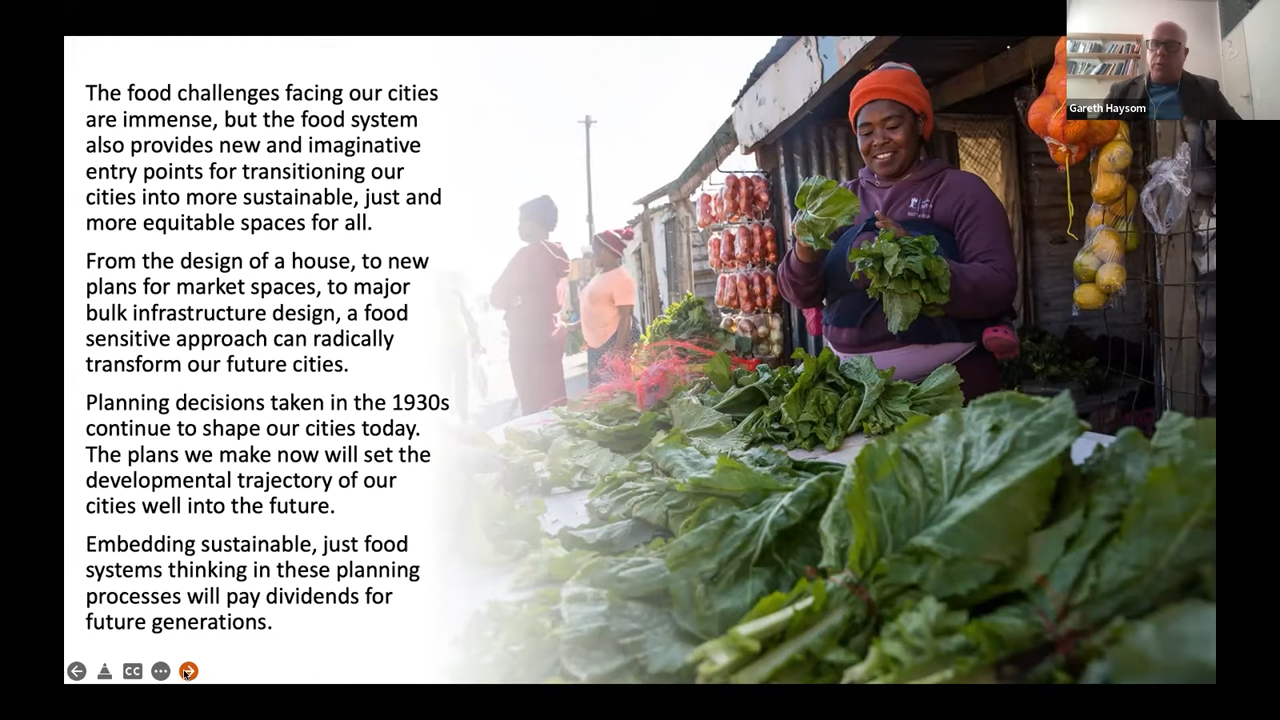 The food challenges facing our cities
are immense, but the food system
also provides new and imaginative
entry points for transitioning our
cities into more sustainable, just and
more equitable spaces for all.
From the design of a house, to new
plans for market spaces, to major
bulk infrastructure design, a food
sensitive approach can radically
transform our future cities.
Planning decisions taken in the 1930s
continue to shape our cities today.
The plans we make now will set the
developmental trajectory of our
cities well into the future.
Embedding sustainable, just food
systems thinking in these planning
processes will pay dividends for
future generations.
CC
Gareth Haysom